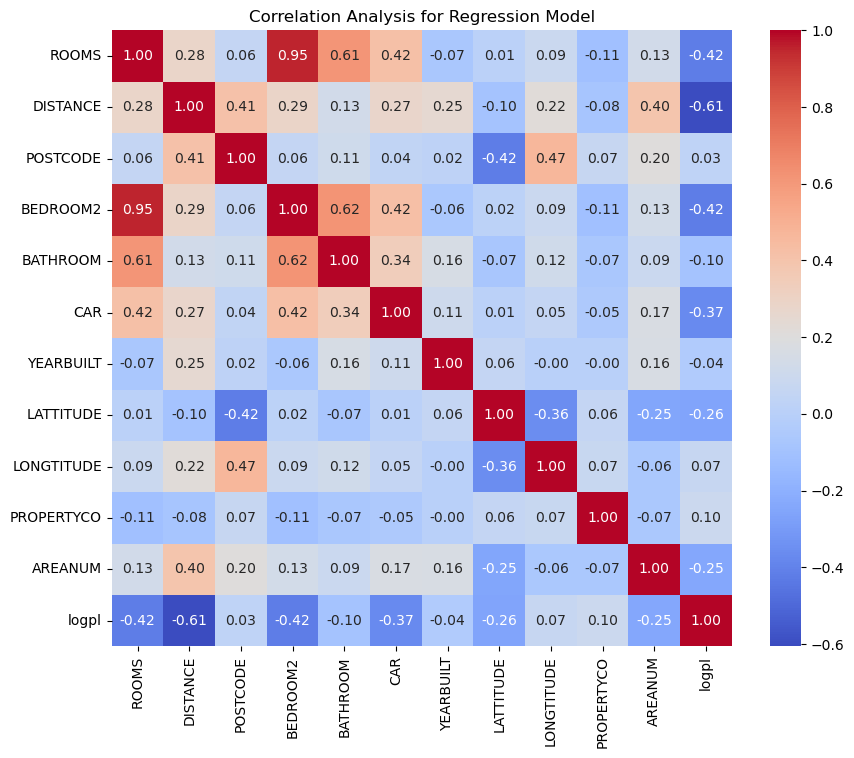 Correlation Analysis for Regression Model
ROOMS 1.00 0.28 0.06 0.95 0.61 0.42 -0.07 0.01 0.09 -0.11 0.13 -0.42
DISTANCE 0.28 1.00 0.41 0.29 0.13 0.27 0.25 -0.10 0.22 -0.08 0.40 -0.61
POSTCODE 0.06 0.41 1.00 0.06 0.11 0.04 0.02 -0.42 0.47 0.07 0.20 0.03
BEDROOM2 0.95 0.29 0.06 1.00 0.62 0.42 -0.06 0.02 0.09 -0.11 0.13 -0.42
BATHROOM 0.61 0.13 0.11 0.62 1.00 0.34 0.16 -0.07 0.12 -0.07 0.09 -0.10
CAR 0.42 0.27 0.04 0.42 0.34 1.00 0.11 0.01 0.05 -0.05 0.17 -0.37
YEARBUILT -0.07 0.25 0.02 -0.06 0.16 0.11 1.00 0.06 -0.00 -0.00 0.16 -0.04
LATTITUDE 0.01 -0.10 -0.42 0.02 -0.07 0.01 0.06 1.00 -0.36 0.06 -0.25 -0.26
LONGTITUDE 0.09 0.22 0.47 0.09 0.12 0.05 -0.00 -0.36 1.00 0.07 -0.06 0.07
PROPERTYCO -0.11 -0.08 0.07 -0.11 -0.07 -0.05 -0.00 0.06 0.07 1.00 -0.07 0.10
AREANUM 0.13 0.40 0.20 0.13 0.09 0.17 0.16 -0.25 -0.06 -0.07 1.00 -0.25
logpl -0.42 -0.61 0.03 -0.42 -0.10 -0.37 -0.04 -0.26 0.07 0.10 -0.25 1.00
ROOMS DISTANCE POSTCODE BEDROOM2 BATHROOM CAR YEARBUILT LATTITUDE LONGTITUDE PROPERTYCO AREANUM logpl
1.0
0.8
0.6
0.4
0.2
0.0
−0.2
−0.4
−0.6